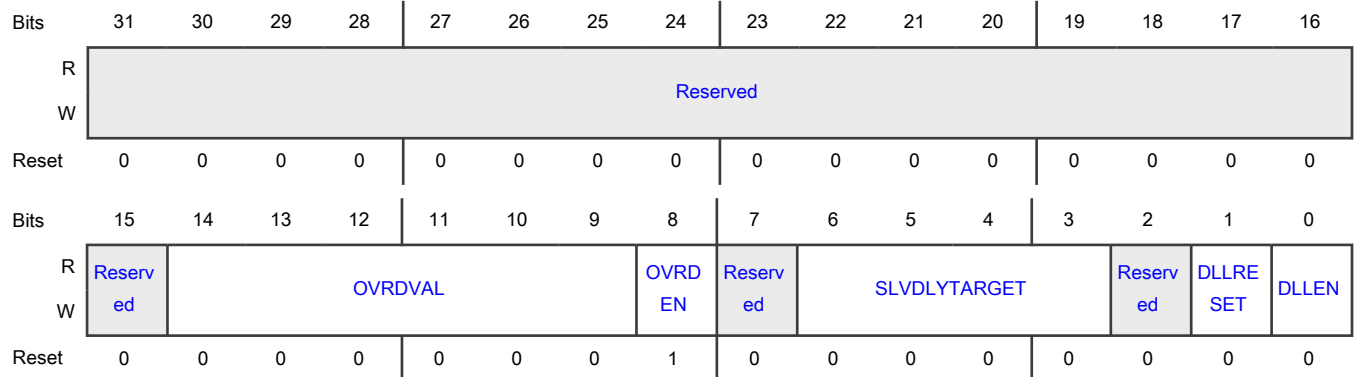 Bits 31 30 29 28 27 26 25 24 23 22 21 20 19 18 17 16
R
Reserved
W
Reset 0 0 0 0 0 0 0 0 0 0 0 0 0 0 0 0
Bits 15 14 13 12 11 10 9 8 7 6 5 4 3 2 1 0
R Reserv OVRD Reserv Reserv DLLRE
OVRDVAL SLVDLYTARGET DLLEN
W ed EN ed ed SET
Reset 0 0 0 0 0 0 0 1 0 0 0 0 0 0 0 0